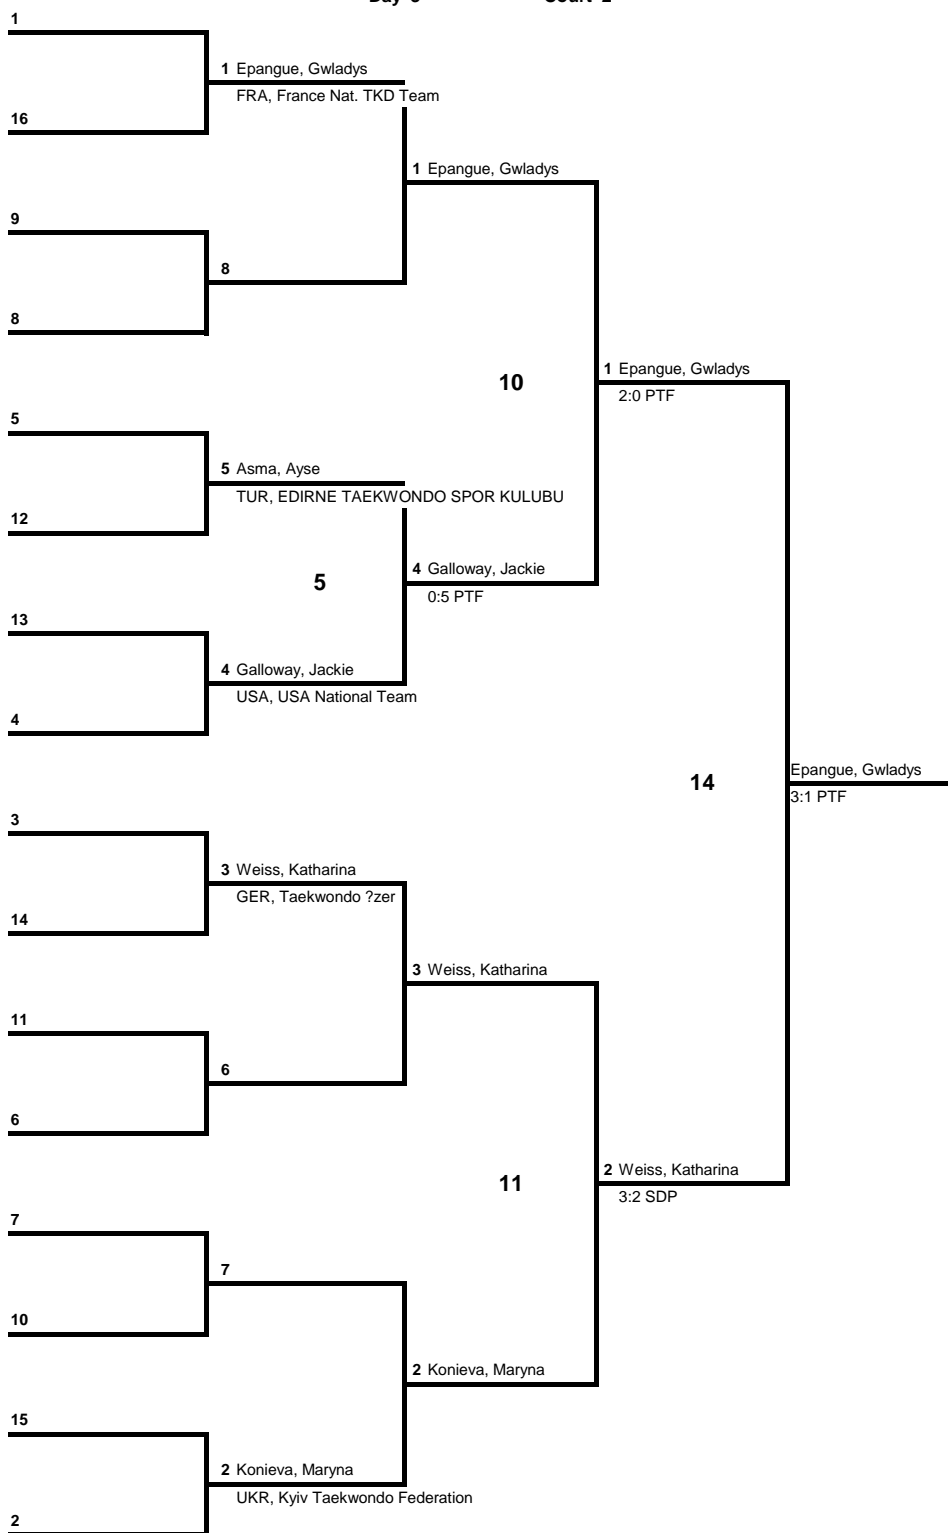 1
1 Epangue, Gwladys
FRA, France Nat. TKD Team
16
1 Epangue, Gwladys
9
8
8
10
1 Epangue, Gwladys
2:0 PTF
5
5 Asma, Ayse
TUR, EDIRNE TAEKWONDO SPOR KULUBU
12
5
4 Galloway, Jackie
0:5 PTF
13
4 Galloway, Jackie
USA, USA National Team
4
14
Epangue, Gwladys
3:1 PTF
3
3 Weiss, Katharina
GER, Taekwondo ?zer
14
3 Weiss, Katharina
11
6
6
11
2 Weiss, Katharina
3:2 SDP
7
7
10
2 Konieva, Maryna
15
2 Konieva, Maryna
UKR, Kyiv Taekwondo Federation
2